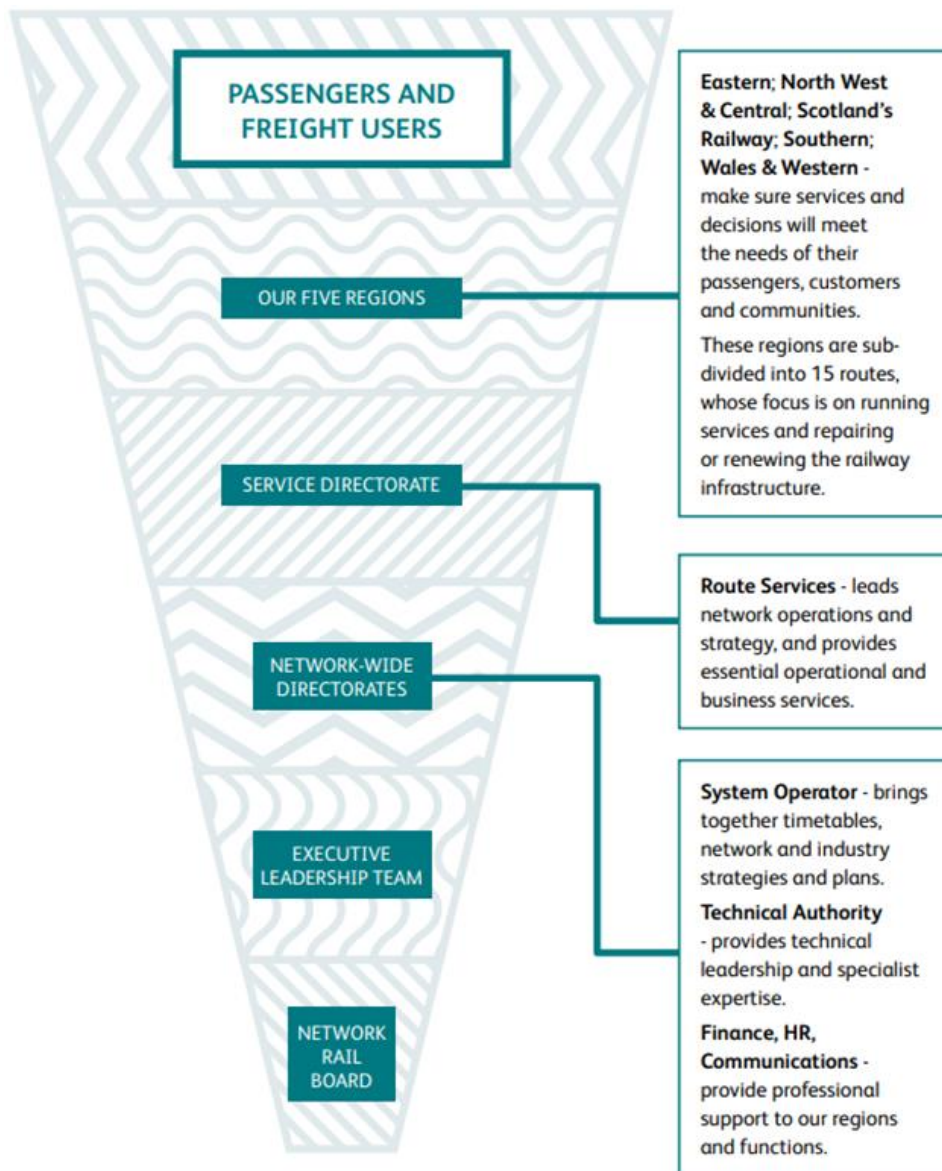 PASSENGERS AND
FREIGHT USERS
OUR FIVE REGIONS
SERVICE DIRECTORATE
NETWORK-WIDE
DIRECTORATES
EXECUTIVE
LEADERSHIP TEAM
NETWORK
RAIL
BOARD
Eastern; North West
& Central; Scotland’s
Railway; Southern;
Wales & Western -
make sure services and
decisions will meet
the needs of their
passengers, customers
and communities.
These regions are sub-
divided into 15 routes,
whose focus is on running
services and repairing
or renewing the railway
infrastructure.
Route Services - leads
network operations and
strategy, and provides
essential operational and
business services.
System Operator - brings
together timetables,
network and industry
strategies and plans.
Technical Authority
- provides technical
leadership and specialist
expertise.
Finance, HR,
Communications -
provide professional
support to our regions
and functions.